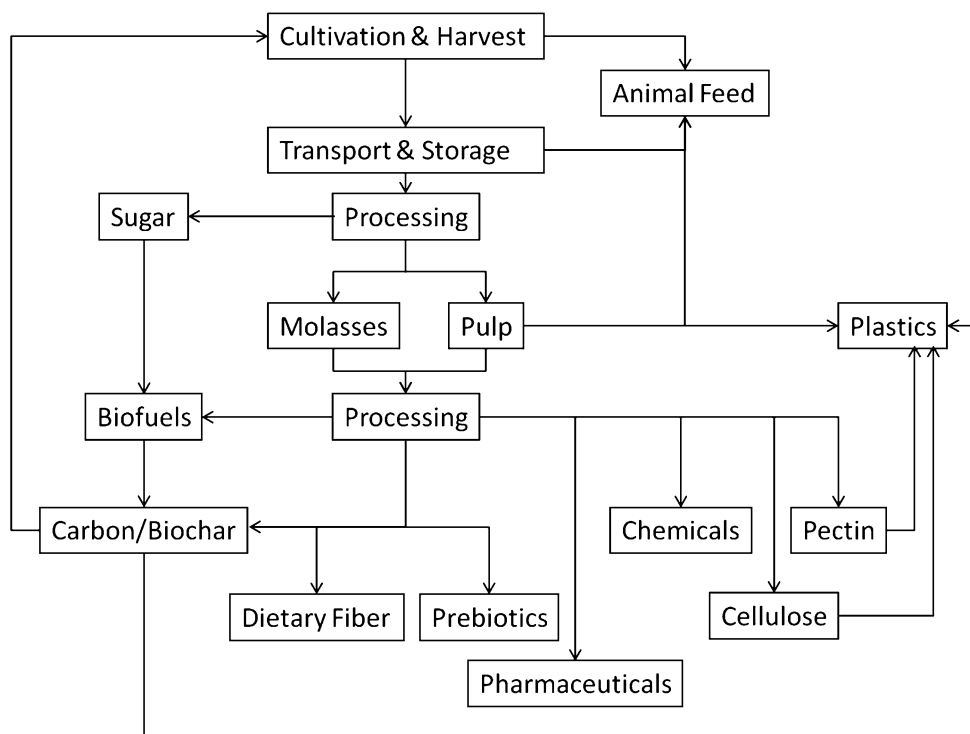 Cultivation & Harvest
Animal Feed
Transport & Storage
Sugar
Processing
Molasses
Pulp
Plastics
Biofuels
Processing
Carbon/Biochar
Chemicals
Pectin
Dietary Fiber
Prebiotics
Cellulose
Pharmaceuticals